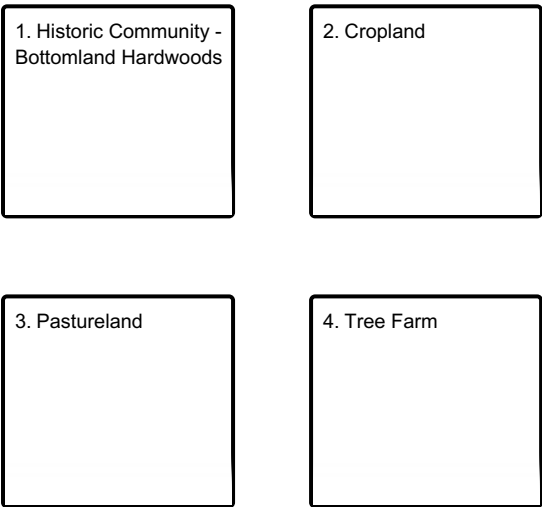 1. Historic Community -
Bottomland Hardwoods
2. Cropland
3. Pastureland
4. Tree Farm